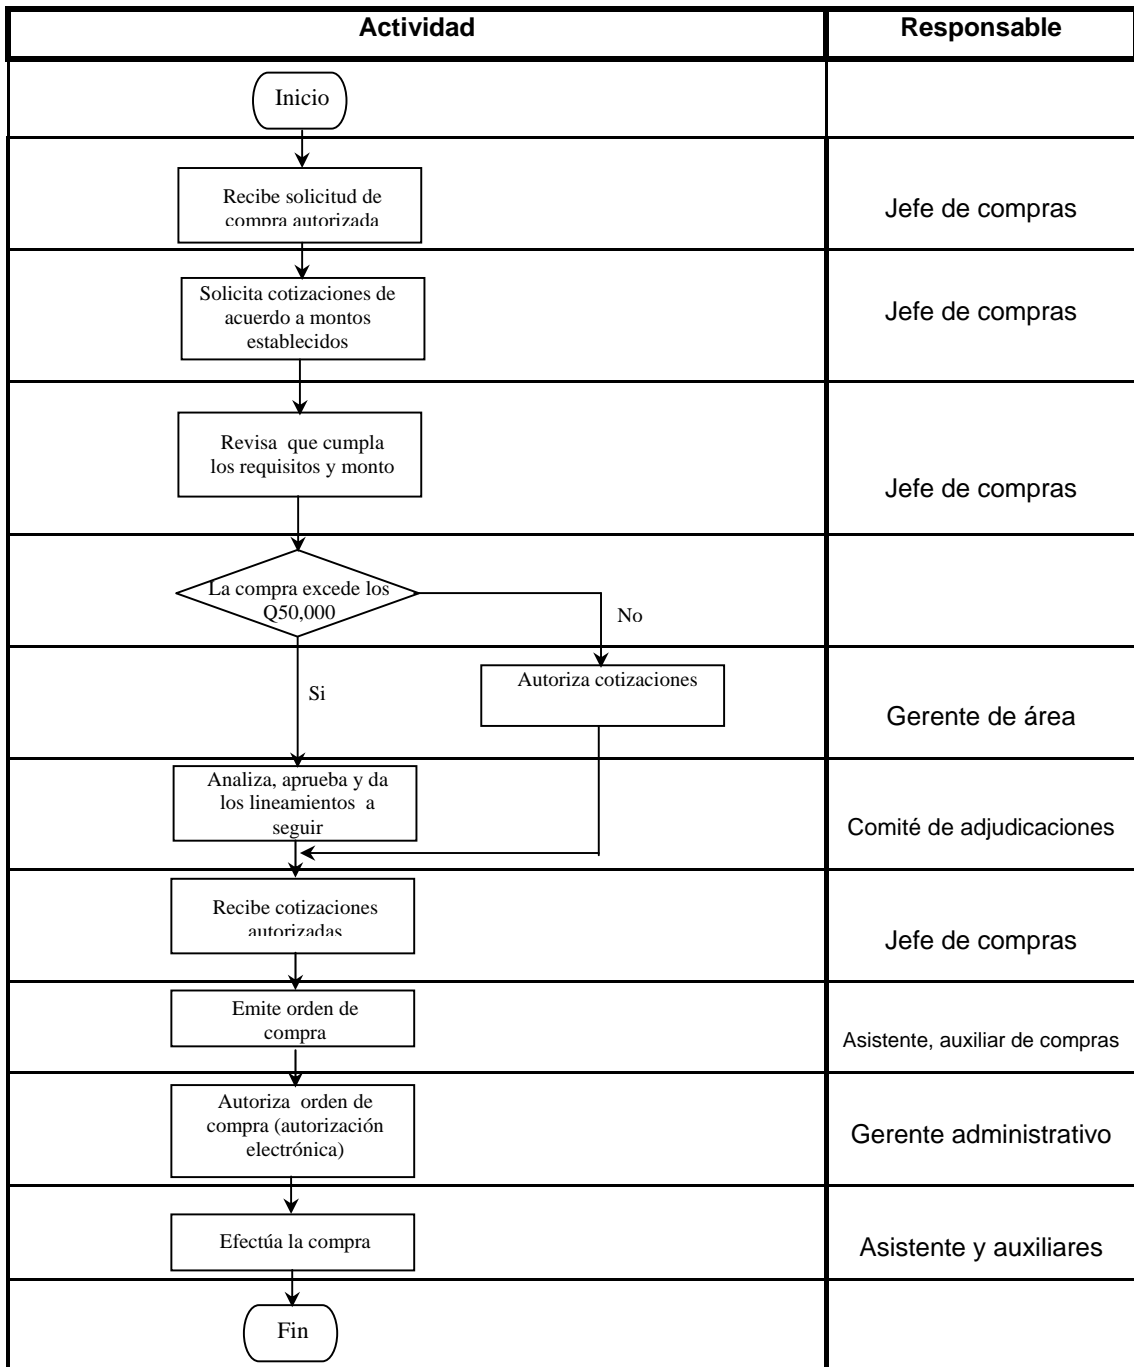 Actividad
Responsable
Inicio
Recibe solicitud de
compra autorizada
Jefe de compras
Solicita cotizaciones de
acuerdo a montos
establecidos
Jefe de compras
Revisa que cumpla
los requisitos y monto
Jefe de compras
La compra excede los
Q50,000
No
Si
Autoriza cotizaciones
Gerente de área
Analiza, aprueba y da
los lineamientos a
seguir
Comité de adjudicaciones
Recibe cotizaciones
autorizadas
Jefe de compras
Emite orden de
compra
Asistente, auxiliar de compras
Autoriza orden de
compra (autorización
electrónica)
Gerente administrativo
Efectúa la compra
Asistente y auxiliares
Fin